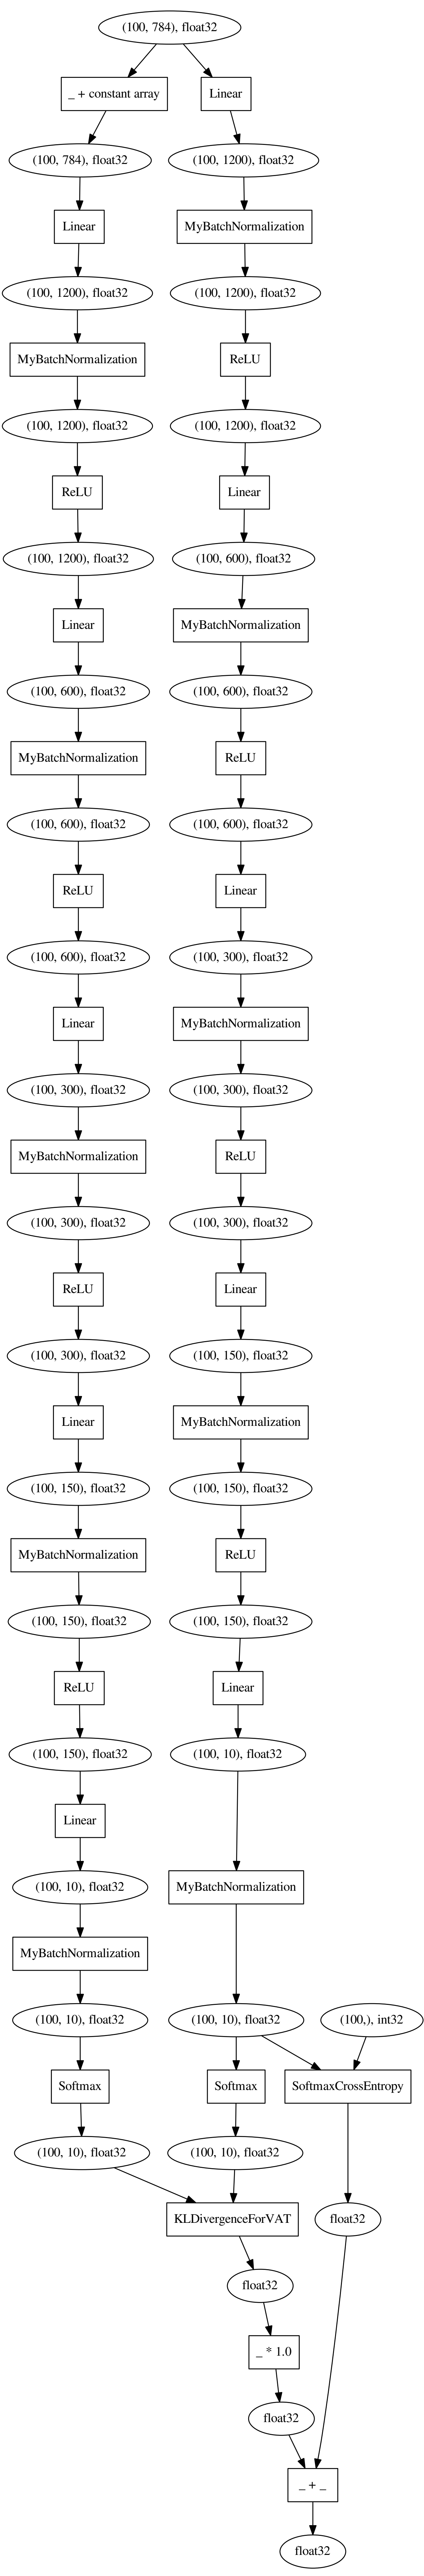 (100, 784), float32
_ + constant array
Linear
(100, 784), float32
(100, 1200), float32
Linear
MyBatchNormalization
(100, 1200), float32
(100, 1200), float32
MyBatchNormalization
ReLU
(100, 1200), float32
(100, 1200), float32
ReLU
Linear
(100, 1200), float32
(100, 600), float32
Linear
MyBatchNormalization
(100, 600), float32
(100, 600), float32
MyBatchNormalization
ReLU
(100, 600), float32
(100, 600), float32
ReLU
Linear
(100, 600), float32
(100, 300), float32
Linear
MyBatchNormalization
(100, 300), float32
(100, 300), float32
MyBatchNormalization
ReLU
(100, 300), float32
(100, 300), float32
ReLU
Linear
(100, 300), float32
(100, 150), float32
Linear
MyBatchNormalization
(100, 150), float32
(100, 150), float32
MyBatchNormalization
ReLU
(100, 150), float32
(100, 150), float32
ReLU
Linear
(100, 150), float32
(100, 10), float32
Linear
(100, 10), float32
MyBatchNormalization
MyBatchNormalization
(100, 10), float32
(100, 10), float32
(100,), int32
Softmax
Softmax
SoftmaxCrossEntropy
(100, 10), float32
(100, 10), float32
KLDivergenceForVAT
float32
float32
_ * 1.0
float32
_ + _
float32